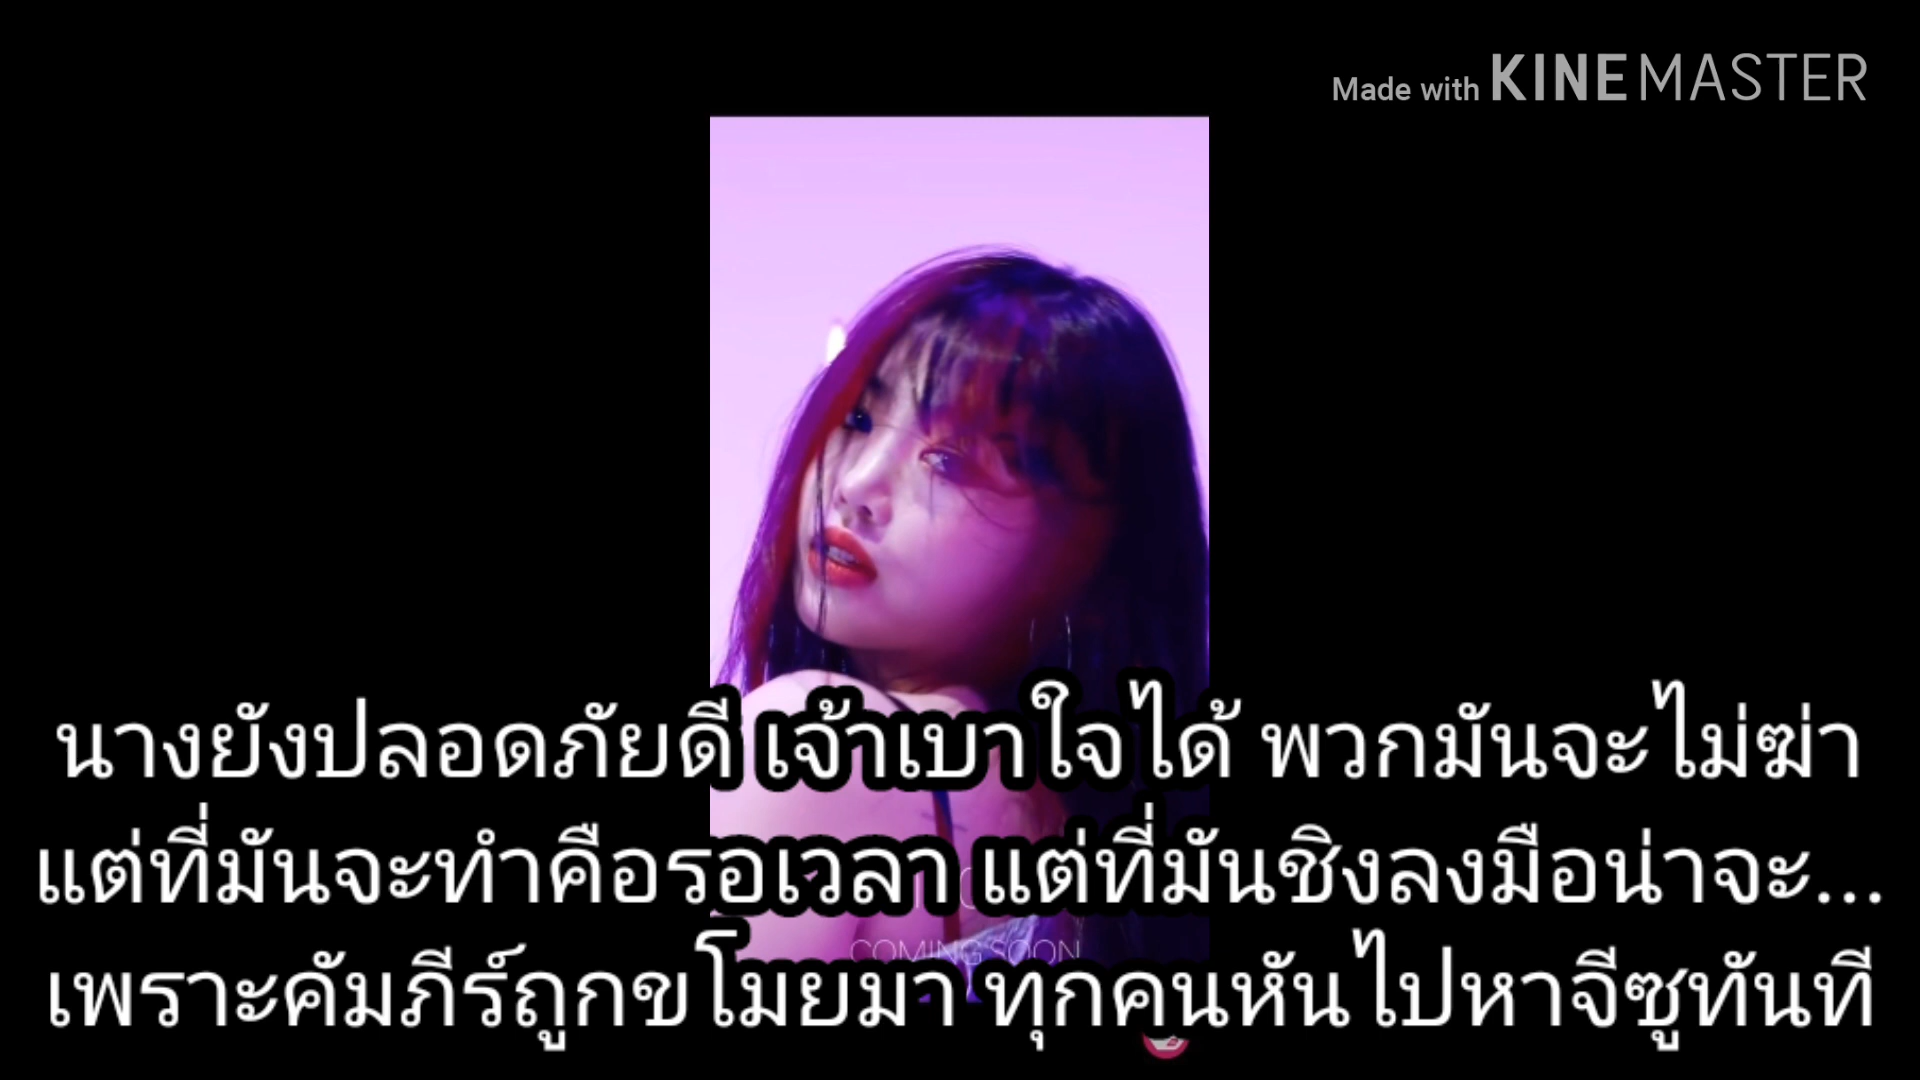 Made with KINEMASTER
นางยังปลอดภัยดี เจ้าเบาใจได้ พวกมันจะไม่ฆ่า
แต่ที่มันจะทำคือรอเวลา แต่ที่มันชิงลงมือน่าจะ...
COMING SOON
เพราะคัมภีร์ถูกขโมยมา ทุกคนหันไปหาจีซูทันที